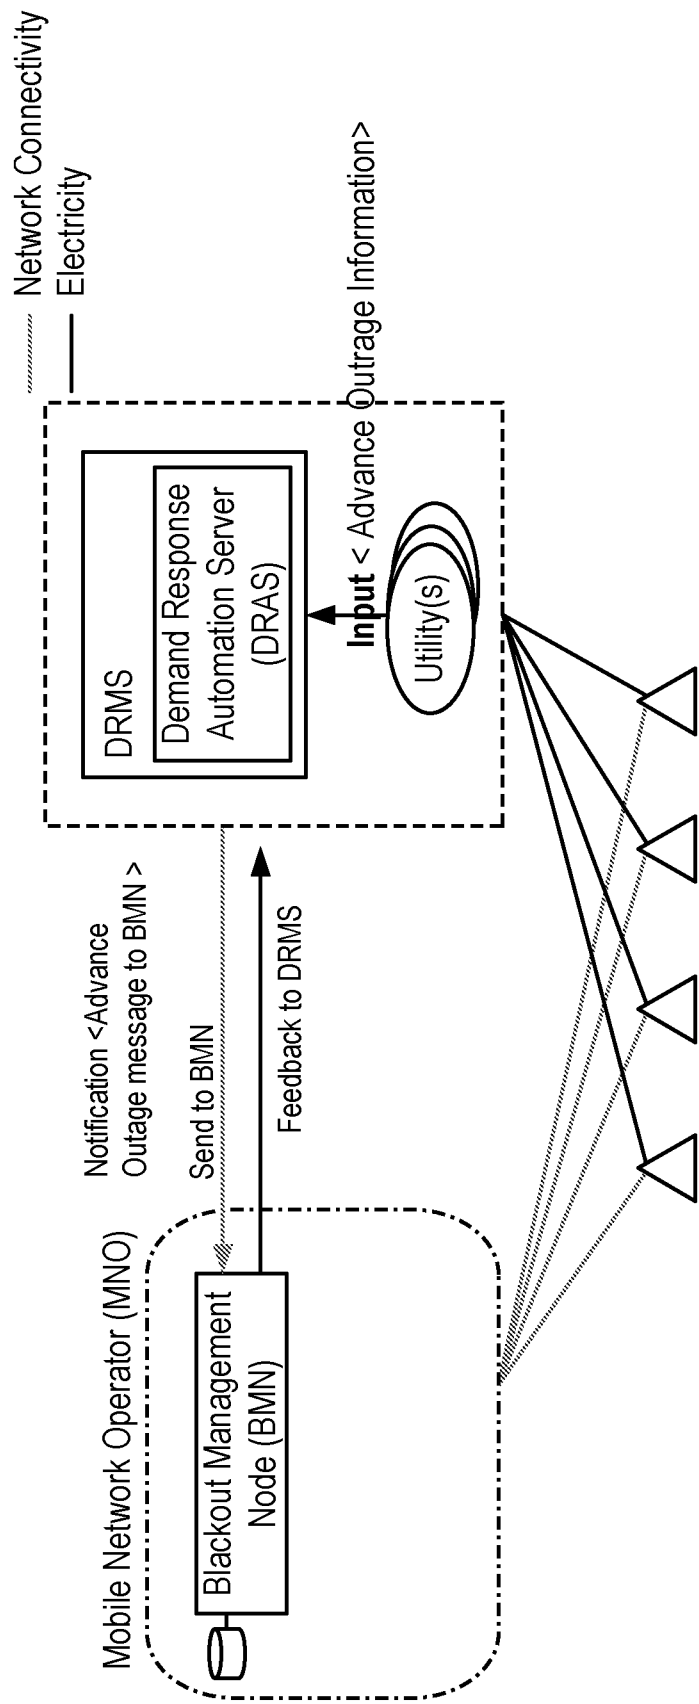 Network Connectivity
Electricity
Mobile Network Operator (MNO)
Blackout Management
Node (BMN)
Notification <Advance
Outage message to BMN >
Send to BMN
Feedback to DRMS
DRMS
Demand Response
Automation Server
(DRAS)
Input < Advance Outrage Information>
Utility(s)